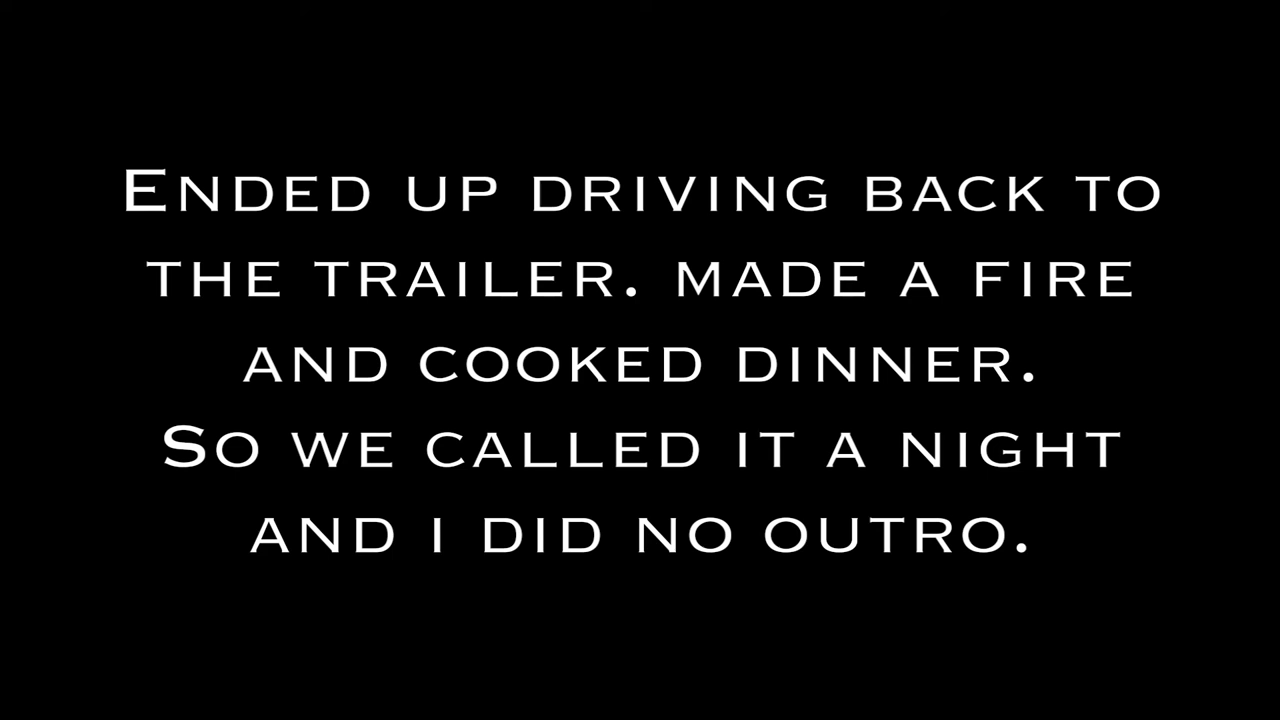 Ended up driving back to
the trailer. made a fire
and cooked dinner.
So we called it a night
and i did no outro.